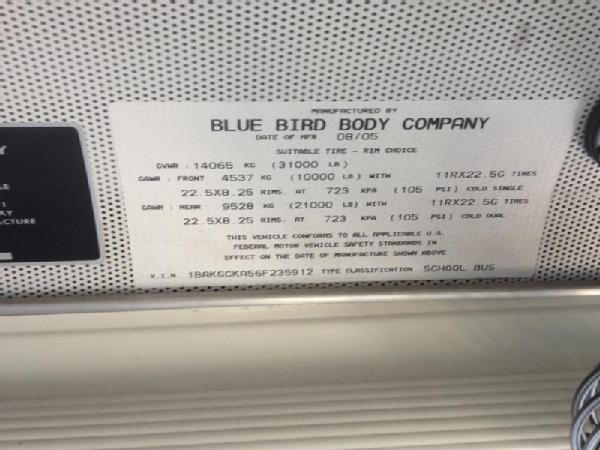 MANUFACTURED BY
BLUE BIRD BODY COMPANY
DATE OF MFR. 08/05
SUITABLE TIRE - RIM CHOICE
GVWR: 14065 KG (31000 LB)
GAWR: FRONT 4537 KG (10000 LB) WITH 11RX22.5G TIRES
22.5X8.25 RIMS. AT 723 KPA (105 PSI) COLD SINGLE
GAWR: REAR 9528 KG (21000 LB) WITH 11RX22.5G TIRES
22.5X8.25 RIMS. AT 723 KPA (105 PSI) COLD DUAL
THIS VEHICLE CONFORMS TO ALL APPLICABLE U.S.
FEDERAL MOTOR VEHICLE SAFETY STANDARDS IN
EFFECT ON THE DATE OF MANUFACTURE SHOWN ABOVE
V.I.N. 1BAKGCKA56F235912 TYPE CLASSIFICATION SCHOOL BUS
Y
LE
1
AY
FACTURE